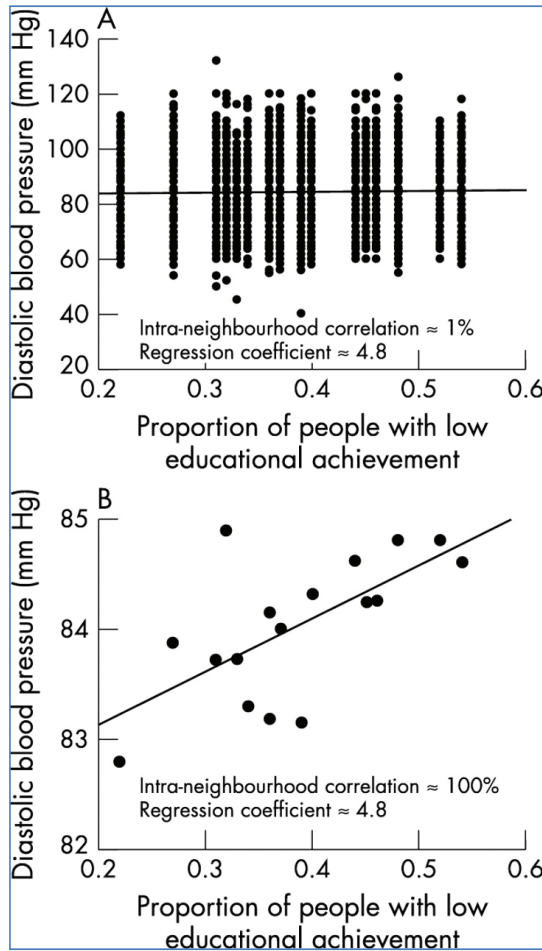 A
Diastolic blood pressure (mm Hg)
140
120
100
80
60
40
20
Intra-neighbourhood correlation ≈ 1%
Regression coefficient ≈ 4.8
0.2 0.3 0.4 0.5 0.6
Proportion of people with low
educational achievement
B
Diastolic blood pressure (mm Hg)
85
84
83
82
Intra-neighbourhood correlation ≈ 100%
Regression coefficient ≈ 4.8
0.2 0.3 0.4 0.5 0.6
Proportion of people with low
educational achievement